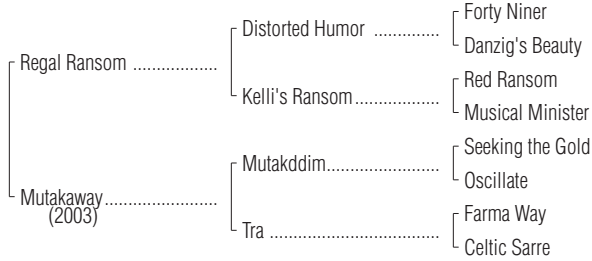 Forty Niner
Distorted Humor ..............
Danzig's Beauty
Regal Ransom ..................
Red Ransom
Kelli's Ransom..................
Musical Minister
Seeking the Gold
Mutakddim........................
Oscillate
Mutakaway........................
(2003)
Farma Way
Tra ....................................
Celtic Sarre